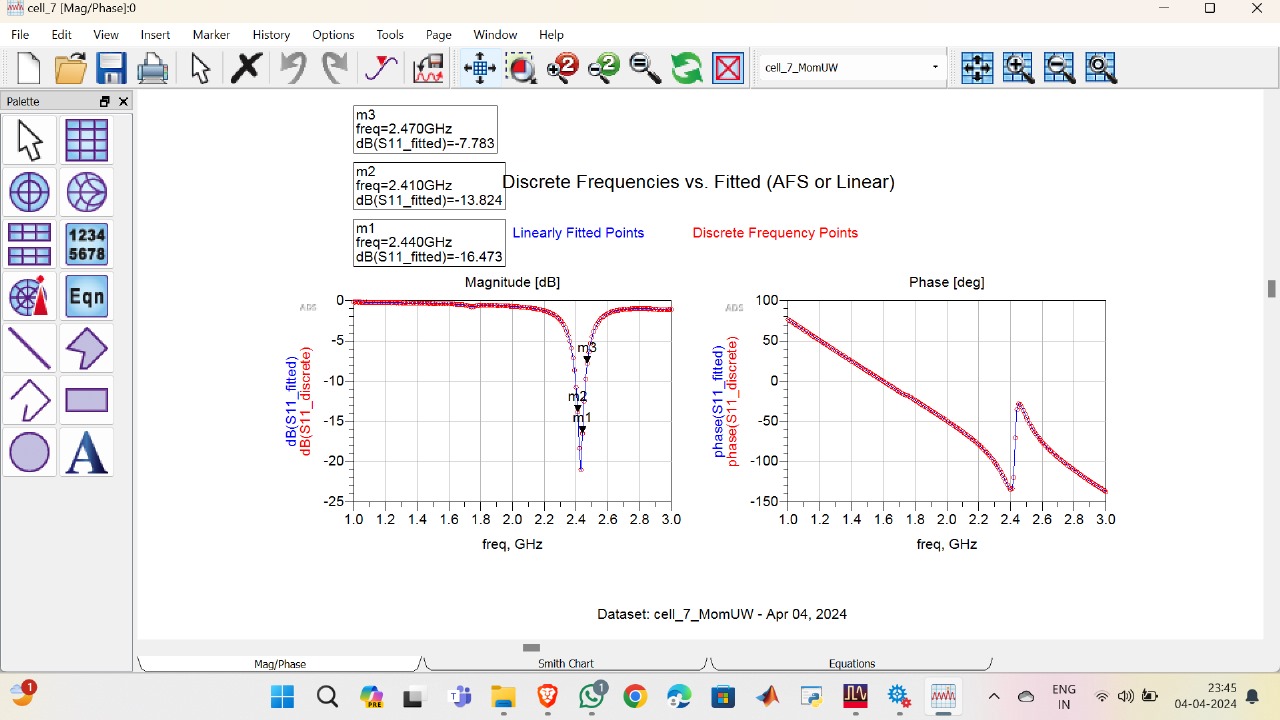 cell_7 [Mag/Phase]:0
File Edit View Insert Marker History Options Tools Page Window Help
cell_7_MomUW
Palette
1234
5678
Eqn
A
m3
freq=2.470GHz
dB(S11_fitted)=-7.783
m2
freq=2.410GHz
dB(S11_fitted)=-13.824
m1
freq=2.440GHz
dB(S11_fitted)=-16.473
Discrete Frequencies vs. Fitted (AFS or Linear)
Linearly Fitted Points
Discrete Frequency Points
Magnitude [dB]
ADS
dB(S11_fitted)
dB(S11_discrete)
0
-5
-10
-15
-20
-25
m3
m2
m1
1.0 1.2 1.4 1.6 1.8 2.0 2.2 2.4 2.6 2.8 3.0
freq, GHz
Phase [deg]
ADS
phase(S11_fitted)
phase(S11_discrete)
100
50
0
-50
-100
-150
1.0 1.2 1.4 1.6 1.8 2.0 2.2 2.4 2.6 2.8 3.0
freq, GHz
Dataset: cell_7_MomUW - Apr 04, 2024
Mag/Phase
Smith Chart
Equations
1
PRE
1
ENG
IN
23:45
04-04-2024